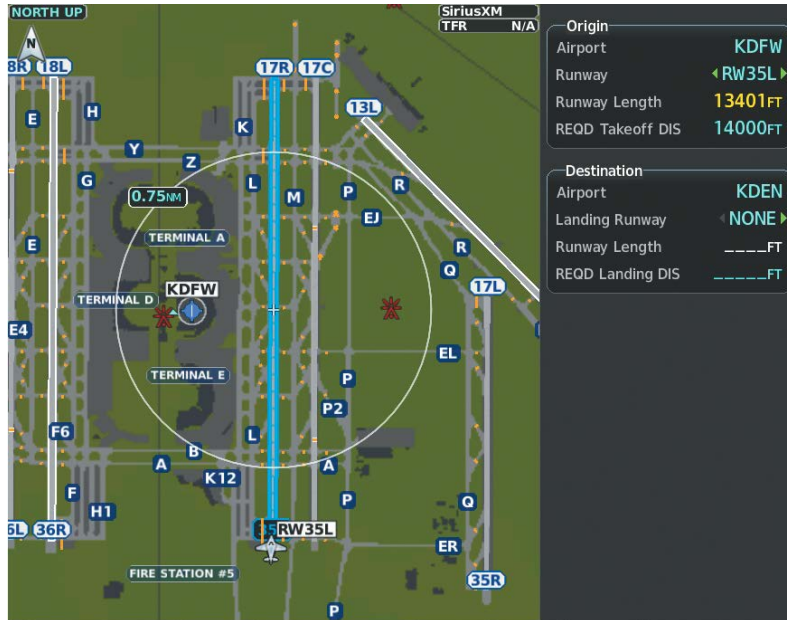 NORTH UP
SiriusXM
TFR N/A
N
8R 18L
17R 17C
13L
E
H
K
Y
Z
G
L
M
P
R
0.75NM
EJ
TERMINAL A
E
R
Q
KDFW
17L
TERMINAL D
E4
EL
TERMINAL E
P
P2
F6
L
B
A
A
K12
F
H1
P
Q
6L 36R
35
RW35L
ER
FIRE STATION #5
35R
P
Origin
Airport KDFW
Runway RW35L
Runway Length 13401FT
REQD Takeoff DIS 14000FT
Destination
Airport KDEN
Landing Runway NONE
Runway Length ____FT
REQD Landing DIS _____FT